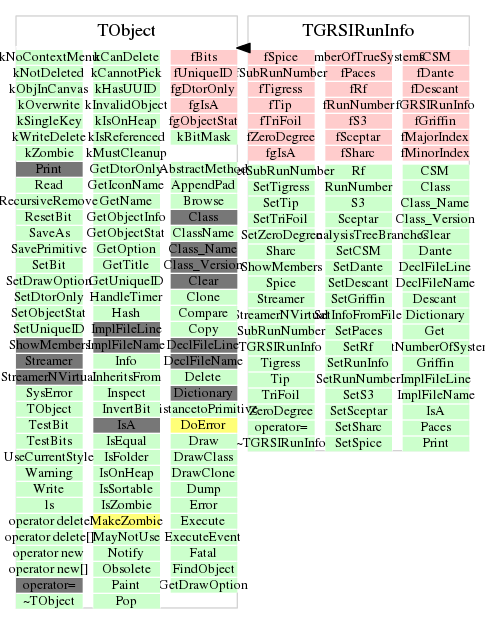 TObject
kNoContextMenu kCanDelete fBits
kNotDeleted kCannotPick fUniqueID
kObjInCanvas kHasUUID fgDtorOnly
kOverwrite kInvalidObject fgIsA
kSingleKey kIsOnHeap fgObjectStat
kWriteDelete kIsReferenced kBitMask
kZombie kMustCleanup
Print GetDtorOnly AbstractMethod
Read GetIconName AppendPad
RecursiveRemove GetName Browse
ResetBit GetObjectInfo Class
SaveAs GetObjectStat ClassName
SavePrimitive GetOption Class_Name
SetBit GetTitle Class_Version
SetDrawOption GetUniqueID Clear
SetDtorOnly HandleTimer Clone
SetObjectStat Hash Compare
SetUniqueID ImplFileLine Copy
ShowMembers ImplFileName DeclFileLine
Streamer Info DeclFileName
StreamerNVirtual InheritsFrom Delete
SysError Inspect Dictionary
TObject InvertBit istancetoPrimitiv
TestBit IsA DoError
TestBits IsEqual Draw
UseCurrentStyle IsFolder DrawClass
Warning IsOnHeap DrawClone
Write IsSortable Dump
ls IsZombie Error
operator delete MakeZombie Execute
operator delete[] MayNotUse ExecuteEvent
operator new Notify Fatal
operator new[] Obsolete FindObject
operator= Paint GetDrawOption
~TObject Pop
TGRSIRunInfo
fSpice mberOfTrueSystems fCSM
fSubRunNumber fPaces fDante
fTigress fRf fDescant
fTip fRunNumber fGRSIRunInfo
fTriFoil fS3 fGriffin
fZeroDegree fSceptar fMajorIndex
fgIsA fSharc fMinorIndex
etSubRunNumber Rf CSM
SetTigress RunNumber Class
SetTip S3 Class_Name
SetTriFoil Sceptar Class_Version
SetZeroDegree nalysisTreeBranches Clear
Sharc SetCSM Dante
ShowMembers SetDante DeclFileLine
Spice SetDescant DeclFileName
Streamer SetGriffin Descant
StreamerNVirtual etInfoFromFile Dictionary
SubRunNumber SetPaces Get
TGRSIRunInfo SetRf tNumberOfSystem
Tigress SetRunInfo Griffin
Tip SetRunNumber ImplFileLine
TriFoil SetS3 ImplFileName
ZeroDegree SetSceptar IsA
operator= SetSharc Paces
~TGRSIRunInfo SetSpice Print